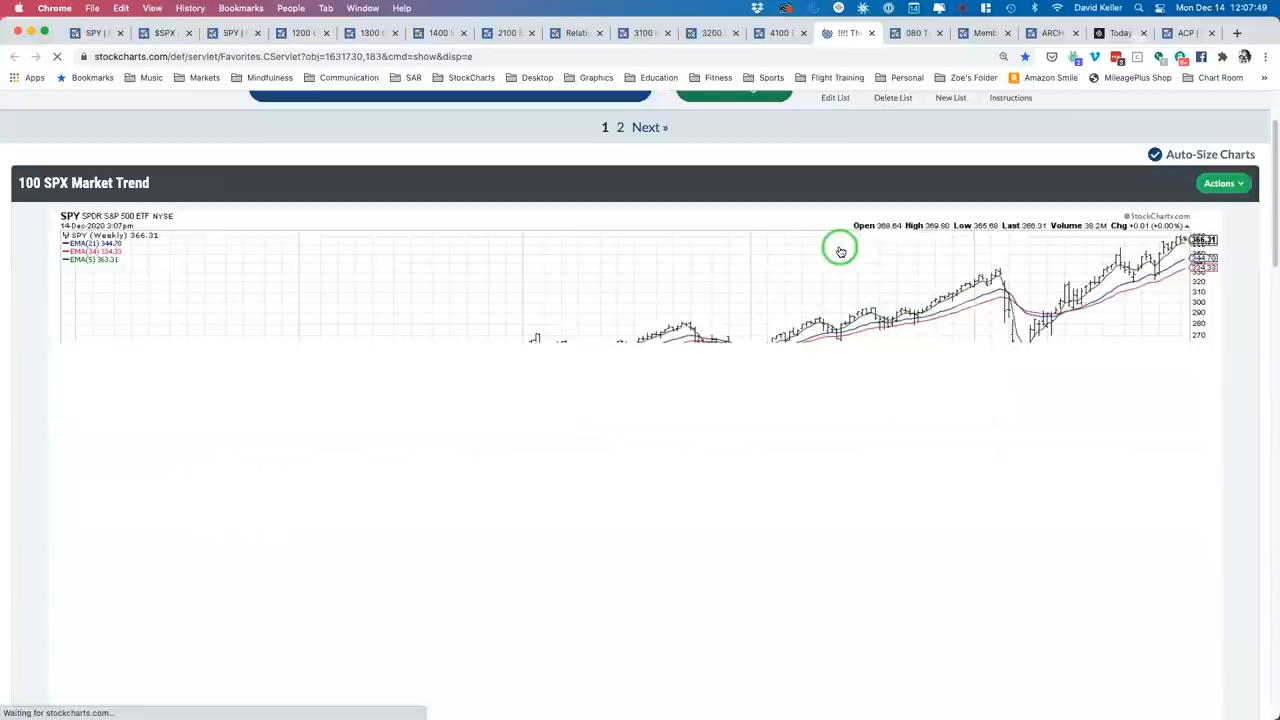 Chrome File Edit View History Bookmarks People Tab Window Help David Keller Mon Dec 14 12:07:49
SPY | $SPX SPY | 1200 1300 1400 2100 Relati 3100 3200 4100 !!!! Th 080 T Memb ARCH Today ACP |
stockcharts.com/def/servlet/Favorites.CServlet?obj=1631730,183&cmd=show&disp=e
Apps Bookmarks Music Markets Mindfulness Communication SAR StockCharts Desktop Graphics Education Fitness Sports Flight Training Personal Zoe's Folder Amazon Smile MileagePlus Shop Chart Room »
Edit List Delete List New List Instructions
1 2 Next »
Auto-Size Charts
100 SPX Market Trend Actions
SPY SPDR S&P 500 ETF NYSE © StockCharts.com
14-Dec-2020 3:07pm Open 368.64 High 369.80 Low 365.68 Last 366.31 Volume 38.2M Chg +0.01 (+0.00%)
SPY (Weekly) 366.31
EMA(21) 344.70
EMA(34) 334.33
EMA(5) 363.31
366.31
344.70
334.33
320
310
300
290
280
270
Waiting for stockcharts.com...